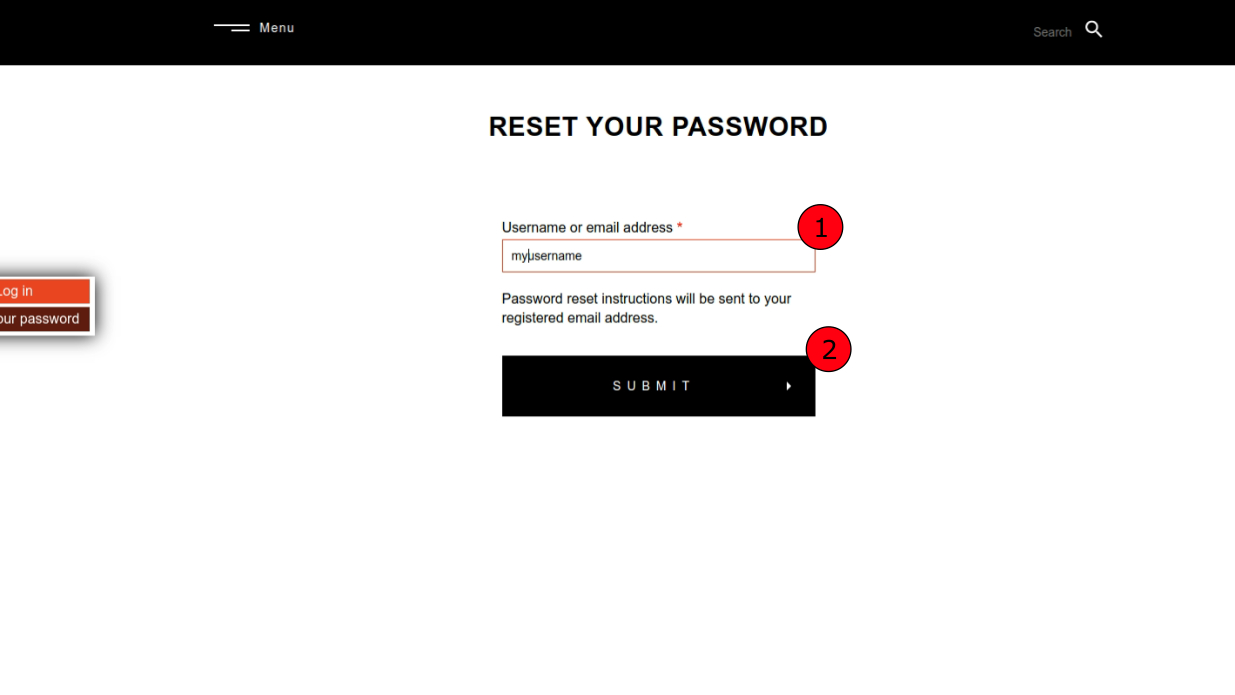 Menu
Search
RESET YOUR PASSWORD
Username or email address *
1
myusername
Log in
our password
Password reset instructions will be sent to your
registered email address.
2
SUBMIT